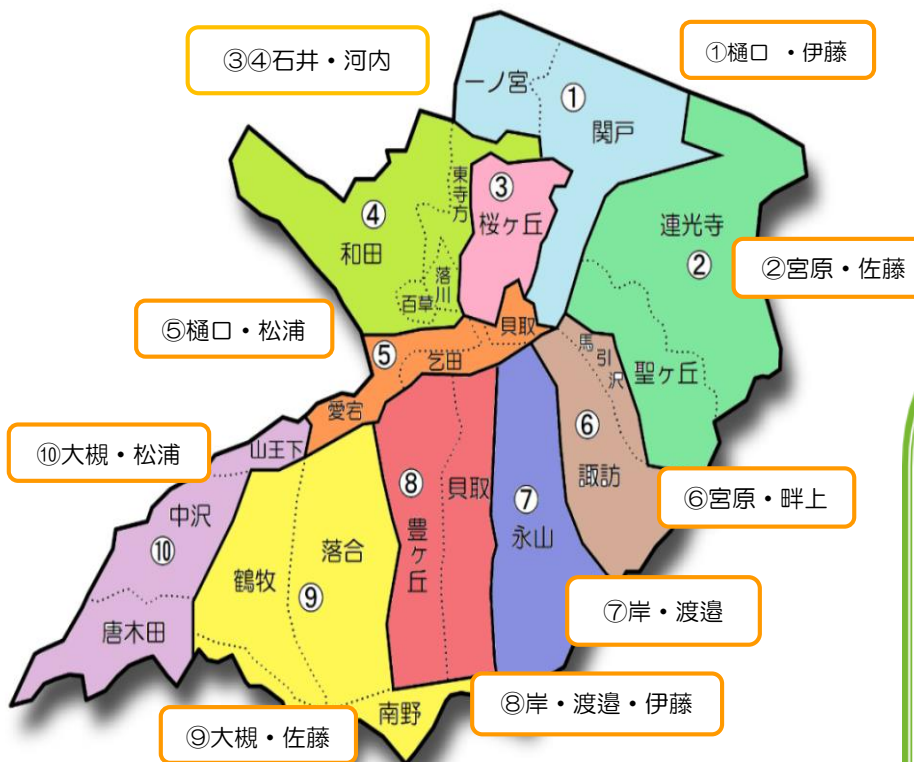 ③④石井・河内
①樋口 ・伊藤
一ノ宮
①
関戸
東寺方
③
桜ヶ丘
④
和田
連光寺
②
②宮原・佐藤
落川
百草
⑤樋口・松浦
貝取
⑤
乞田
馬引沢
聖ヶ丘
愛宕
⑥
⑩大槻・松浦
山王下
諏訪
⑧
貝取
⑦
⑥宮原・畔上
中沢
永山
豊ヶ丘
⑩
落合
鶴牧
⑨
⑦岸・渡邉
唐木田
⑧岸・渡邉・伊藤
南野
⑨大槻・佐藤